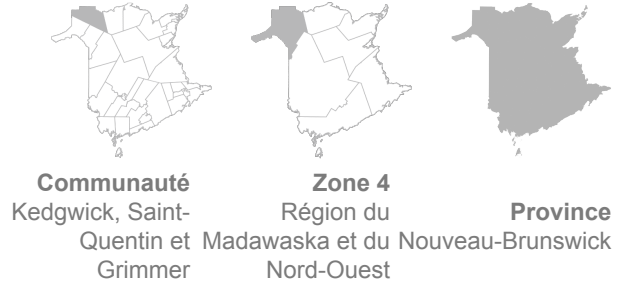 Communauté
Kedgwick, Saint-
Quentin et
Grimmer
Zone 4
Région du
Madawaska et du
Nord-Ouest
Province
Nouveau-Brunswick